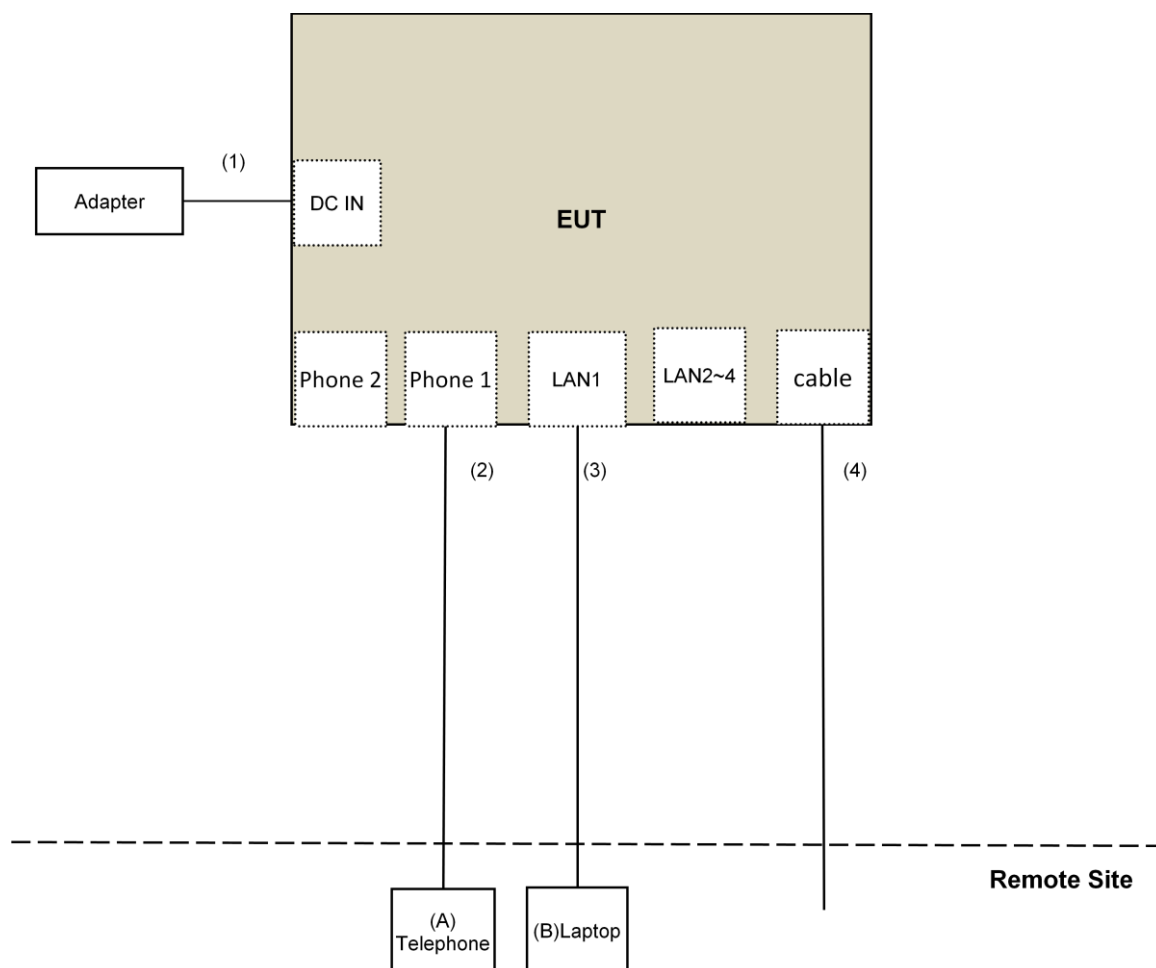 (1)
Adapter
DC IN
EUT
Phone 2
Phone 1
LAN1
LAN2~4
cable
(2)
(3)
(4)
Remote Site
(A)
Telephone
(B)Laptop